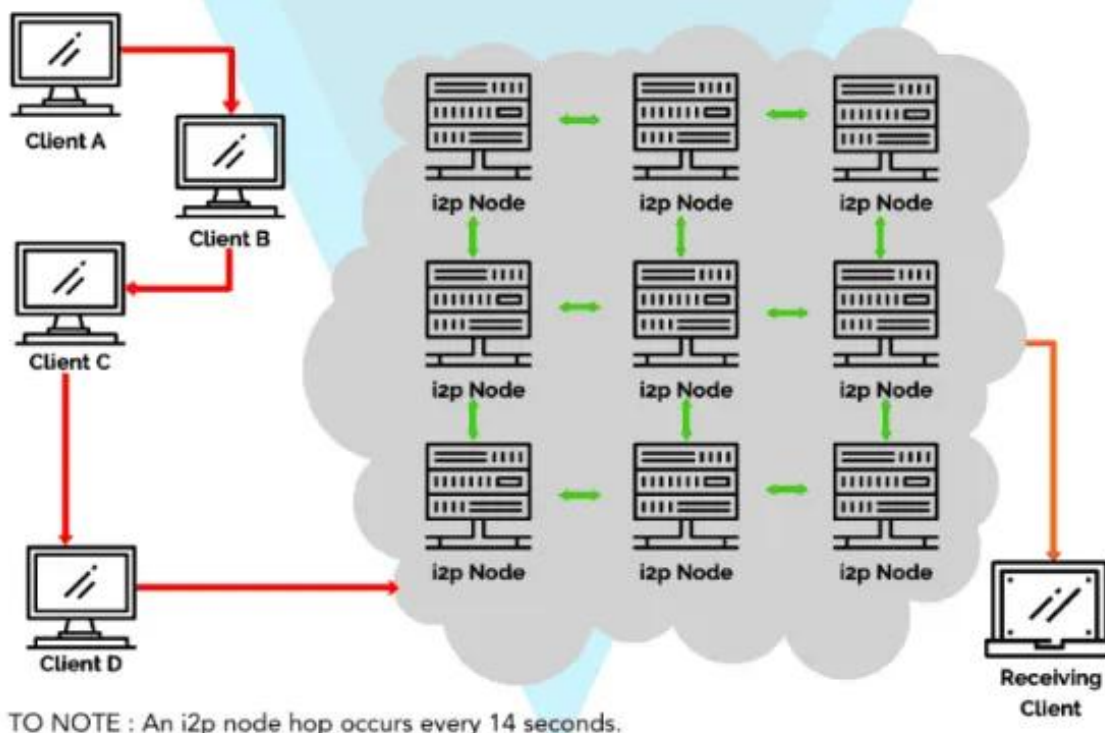 Client A
Client B
Client C
Client D
i2p Node
i2p Node
i2p Node
i2p Node
i2p Node
i2p Node
i2p Node
i2p Node
i2p Node
Receiving
Client
TO NOTE : An i2p node hop occurs every 14 seconds.